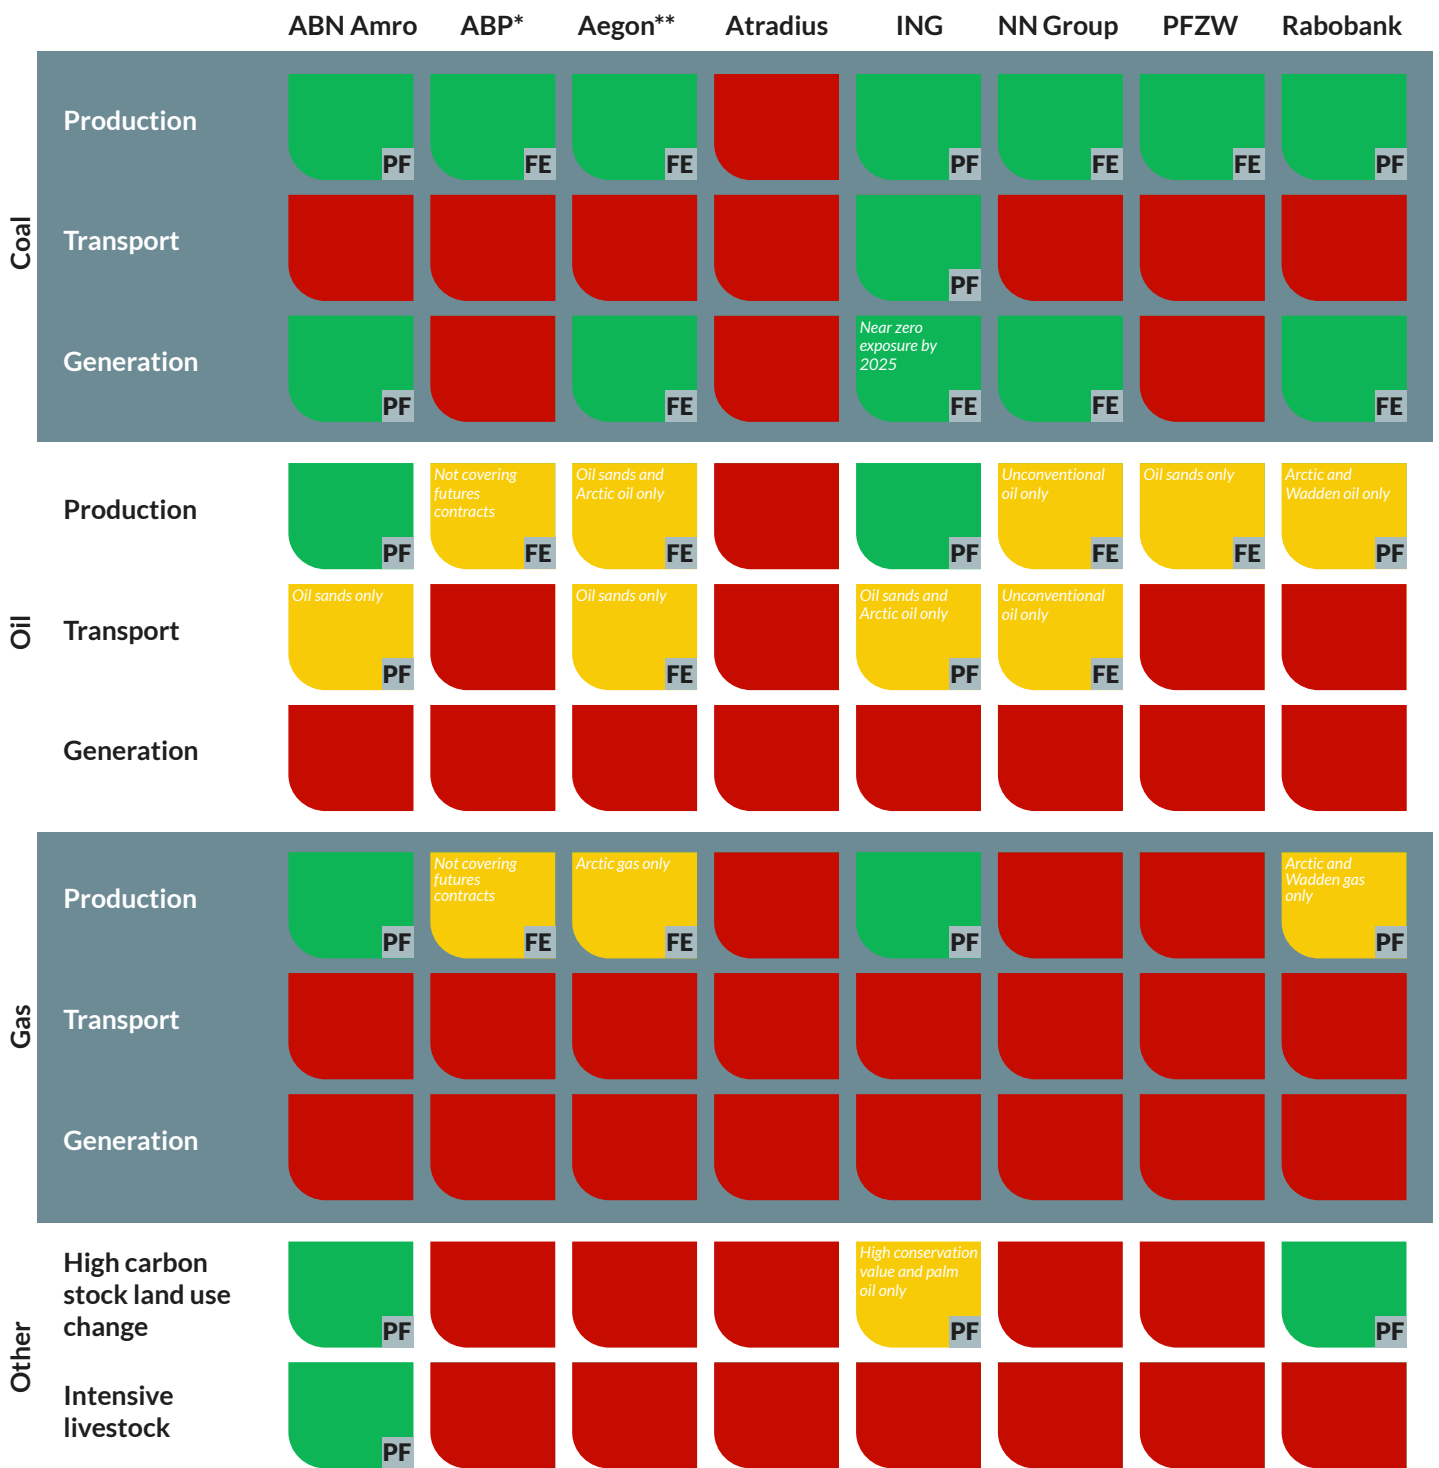 ABN Amro ABP* Aegon** Atradius ING NN Group PFZW Rabobank
Coal
Production
PF FE FE PF FE FE PF
Transport
PF
Generation
Near zero
exposure by
2025
PF FE FE FE FE
Oil
Production
Not covering
futures
contracts
Oil sands and
Arctic oil only
Unconventional
oil only
Oil sands only
Arctic and
Wadden oil only
PF FE FE PF FE FE PF
Transport
Oil sands only
Oil sands only
Oil sands and
Arctic oil only
Unconventional
oil only
PF FE PF FE
Generation
Gas
Production
Not covering
futures
contracts
Arctic gas only
Arctic and
Wadden gas
only
PF FE FE PF PF
Transport
Generation
Other
High carbon
stock land use
change
High conservation
value and palm
oil only
PF PF PF
Intensive
livestock
PF